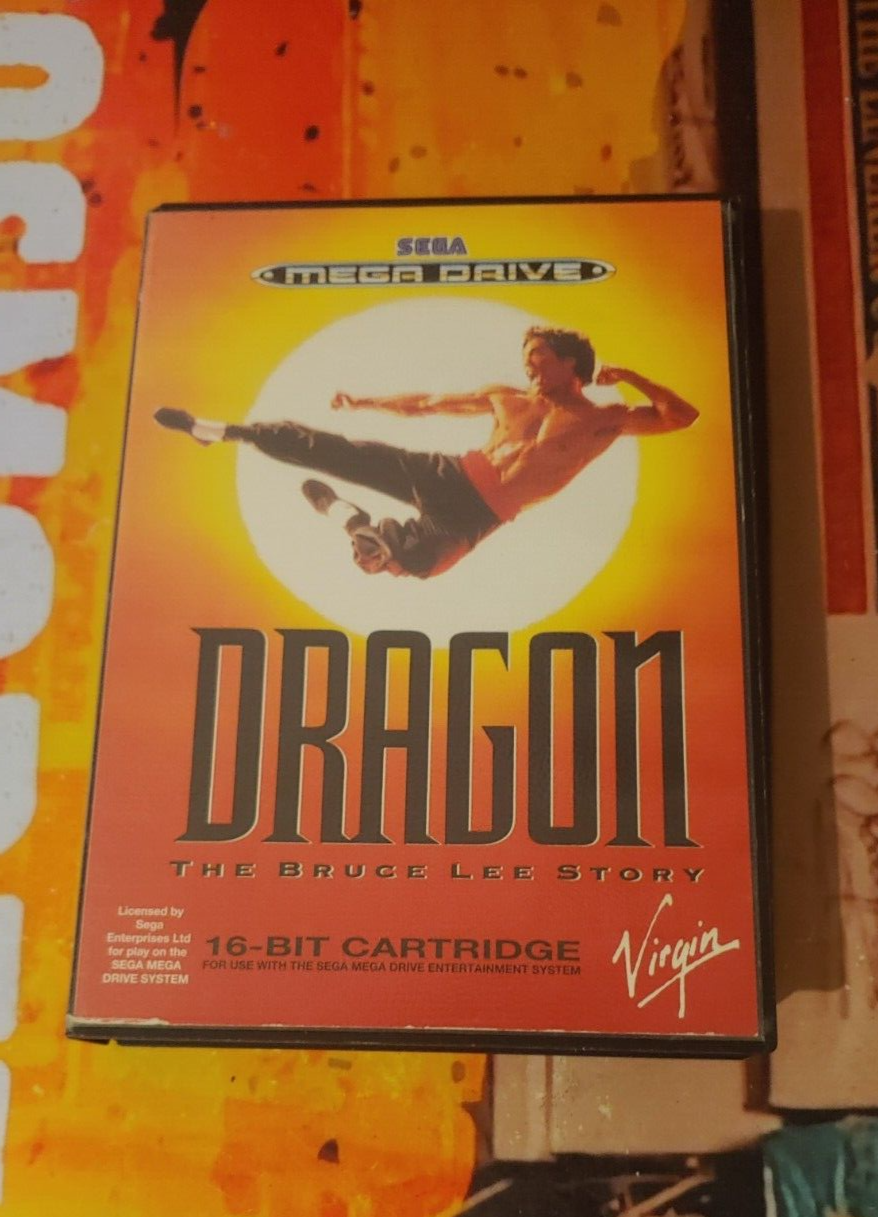 SEGA
MEGA DRIVE
DRAGON
THE BRUCE LEE STORY
Licensed by
Sega
Enterprises Ltd
for play on the
SEGA MEGA
DRIVE SYSTEM
16-BIT CARTRIDGE
FOR USE WITH THE SEGA MEGA DRIVE ENTERTAINMENT SYSTEM
Virgin